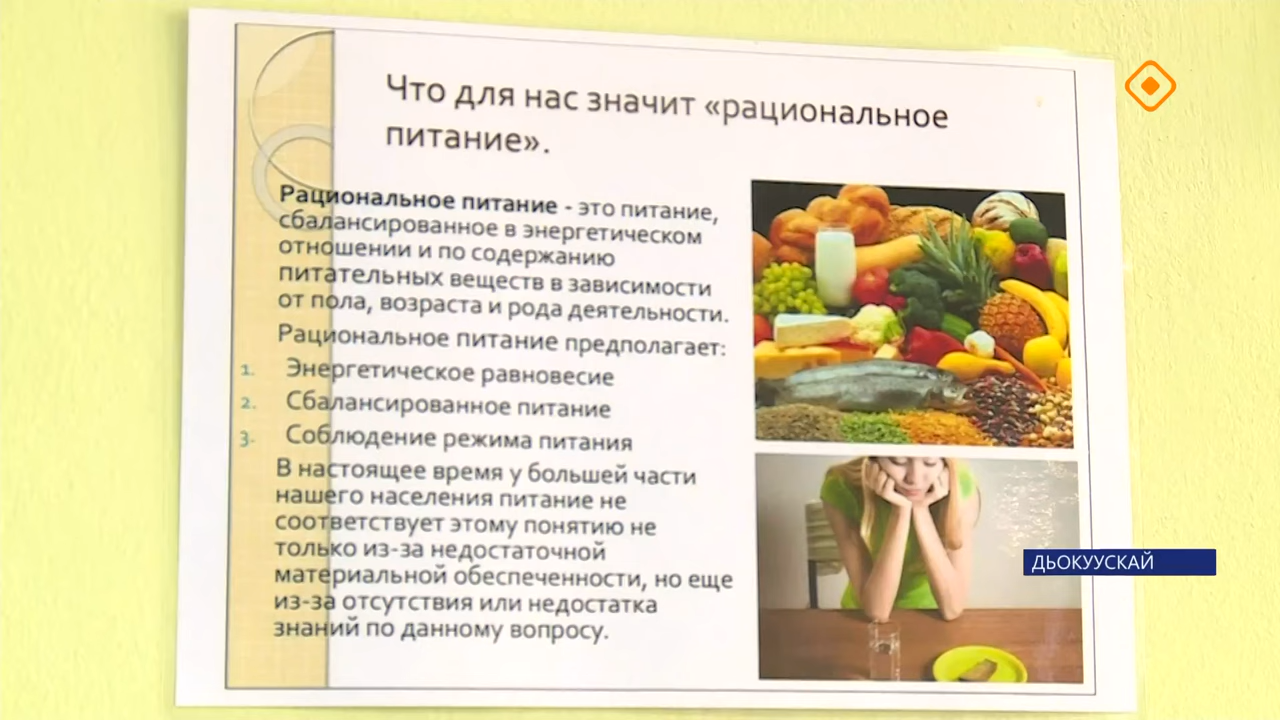 Что для нас значит «рациональное
питание».
Рациональное питание - это питание,
сбалансированное в энергетическом
отношении и по содержанию
питательных веществ в зависимости
от пола, возраста и рода деятельности.
Рациональное питание предполагает:
1. Энергетическое равновесие
2. Сбалансированное питание
3. Соблюдение режима питания
В настоящее время у большей части
нашего населения питание не
соответствует этому понятию не
только из-за недостаточной
материальной обеспеченности, но еще
из-за отсутствия или недостатка
знаний по данному вопросу.
ДЬОКУУСКАЙ